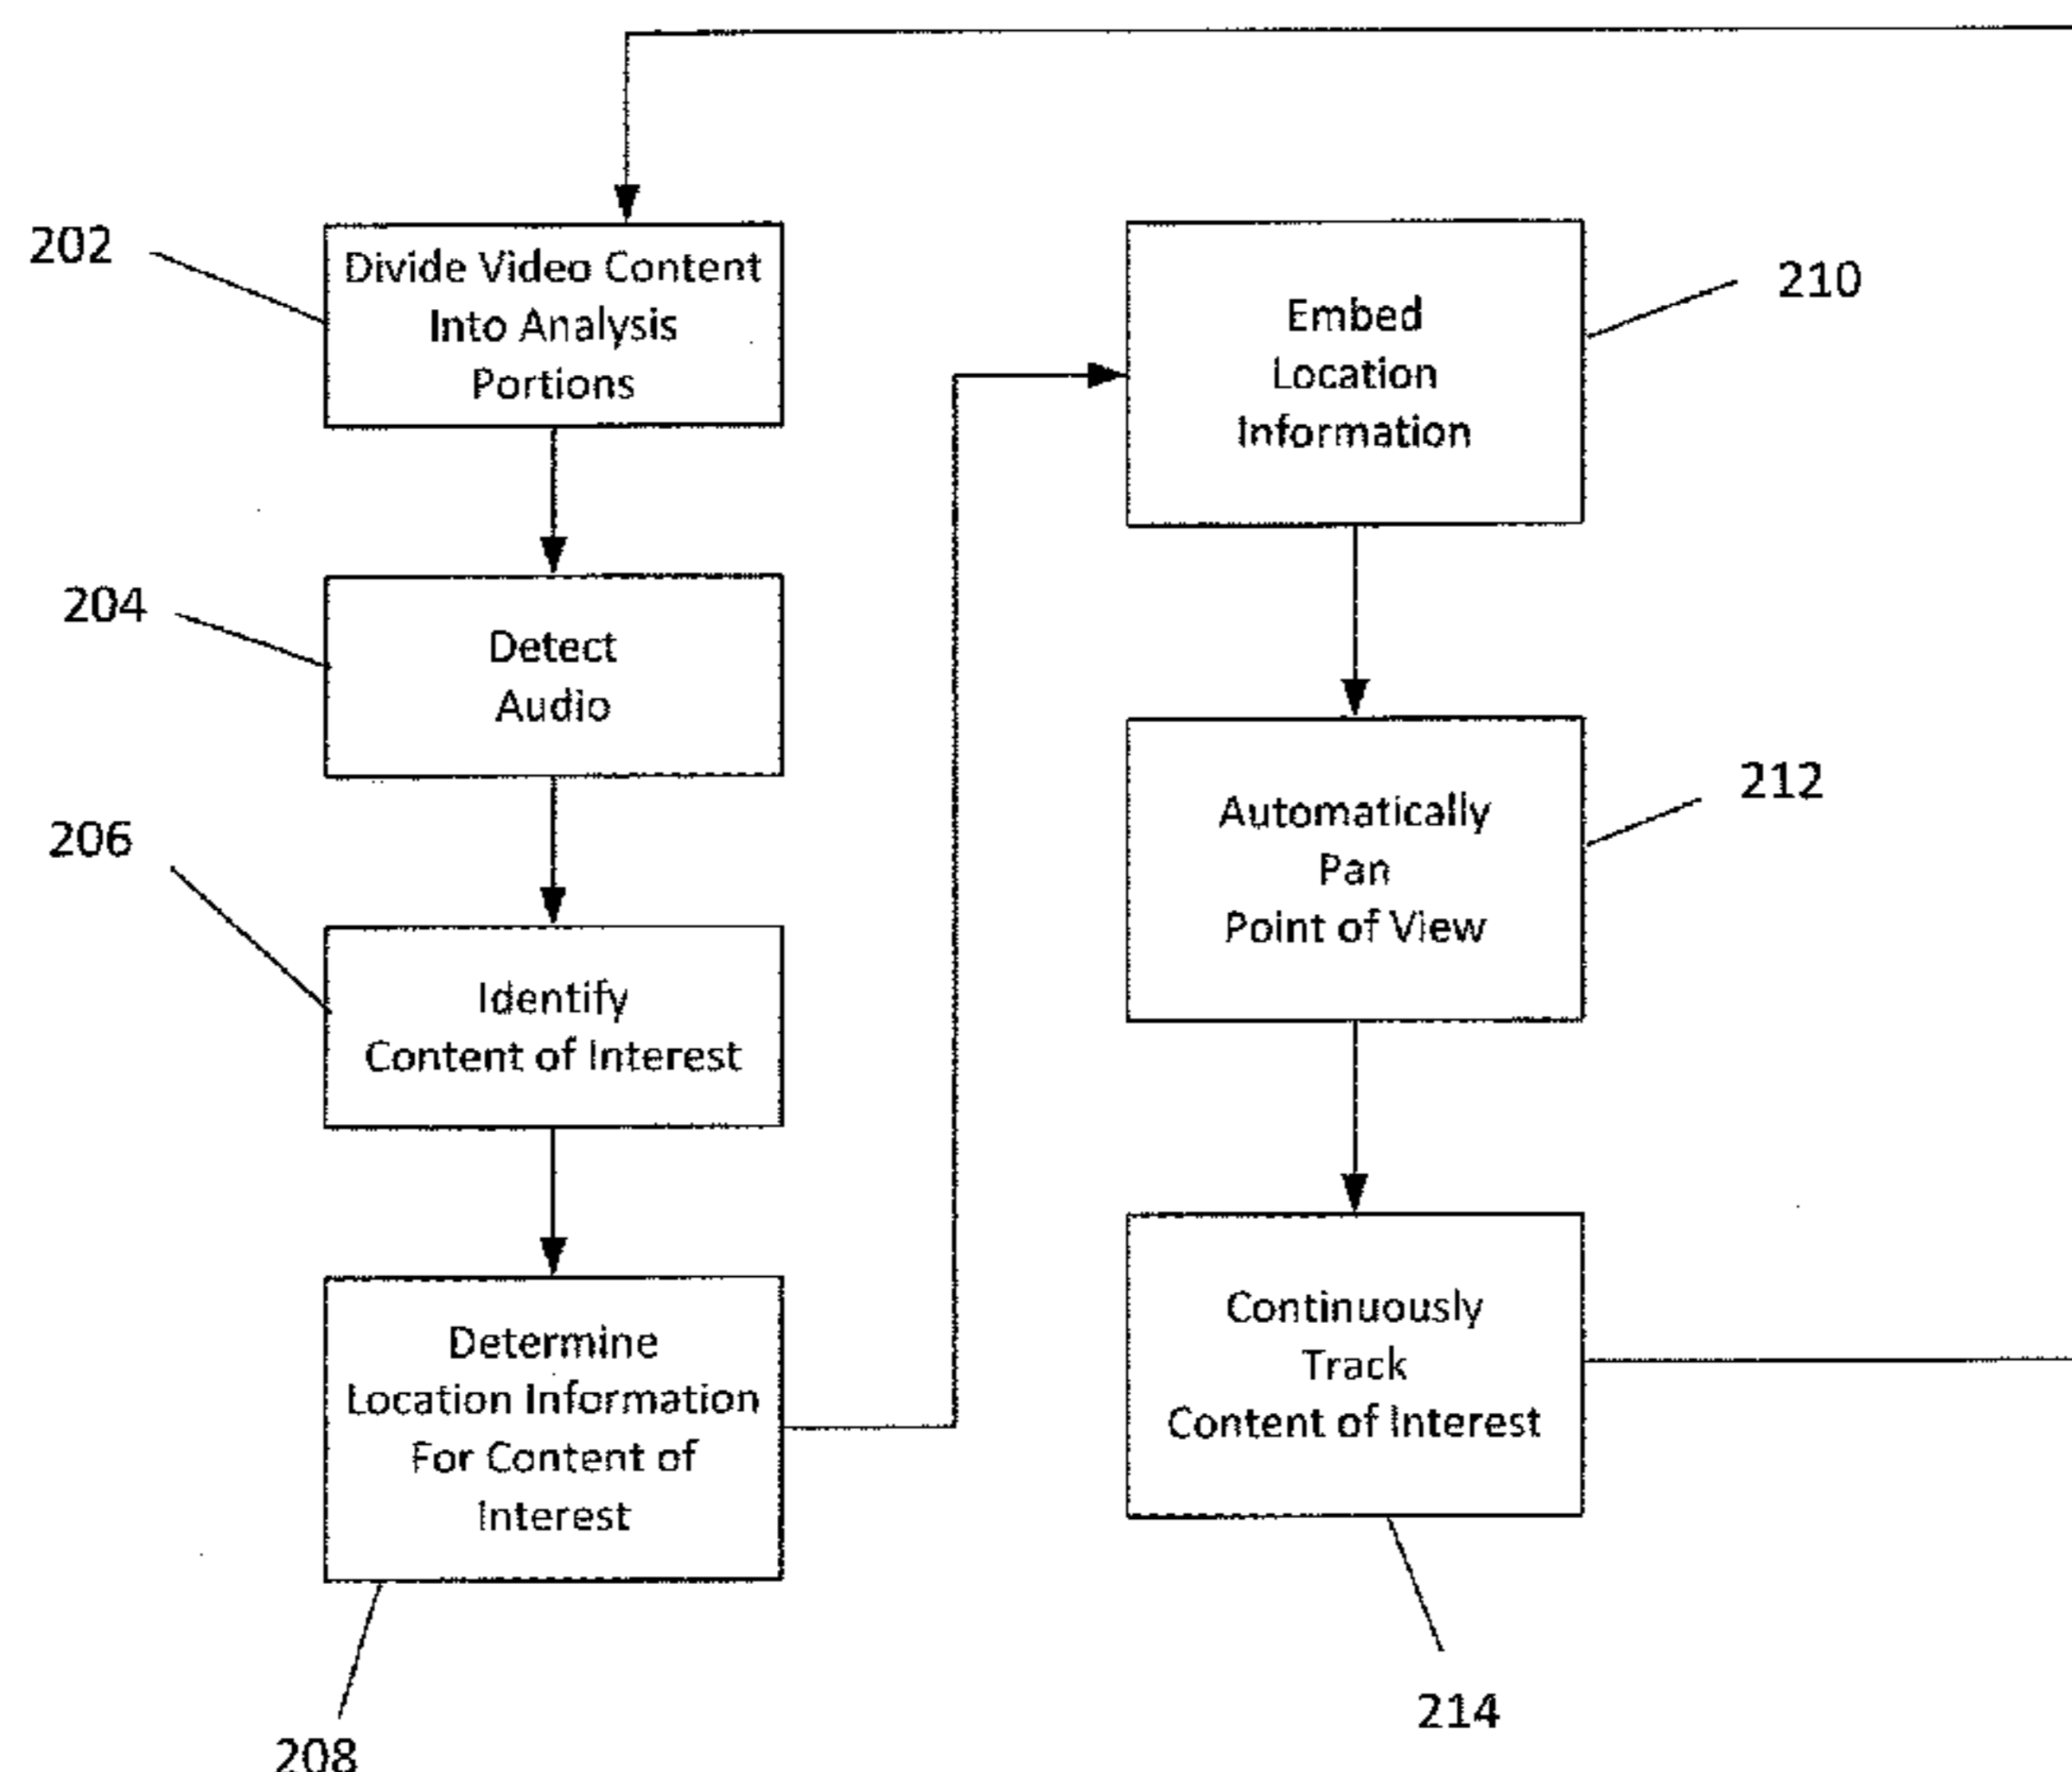 202
Divide Video Content
Into Analysis
Portions
204
Detect
Audio
206
Identify
Content of Interest
208
Determine
Location Information
For Content of
Interest
210
Embed
Location
Information
212
Automatically
Pan
Point of View
Continuously
Track
Content of Interest
214